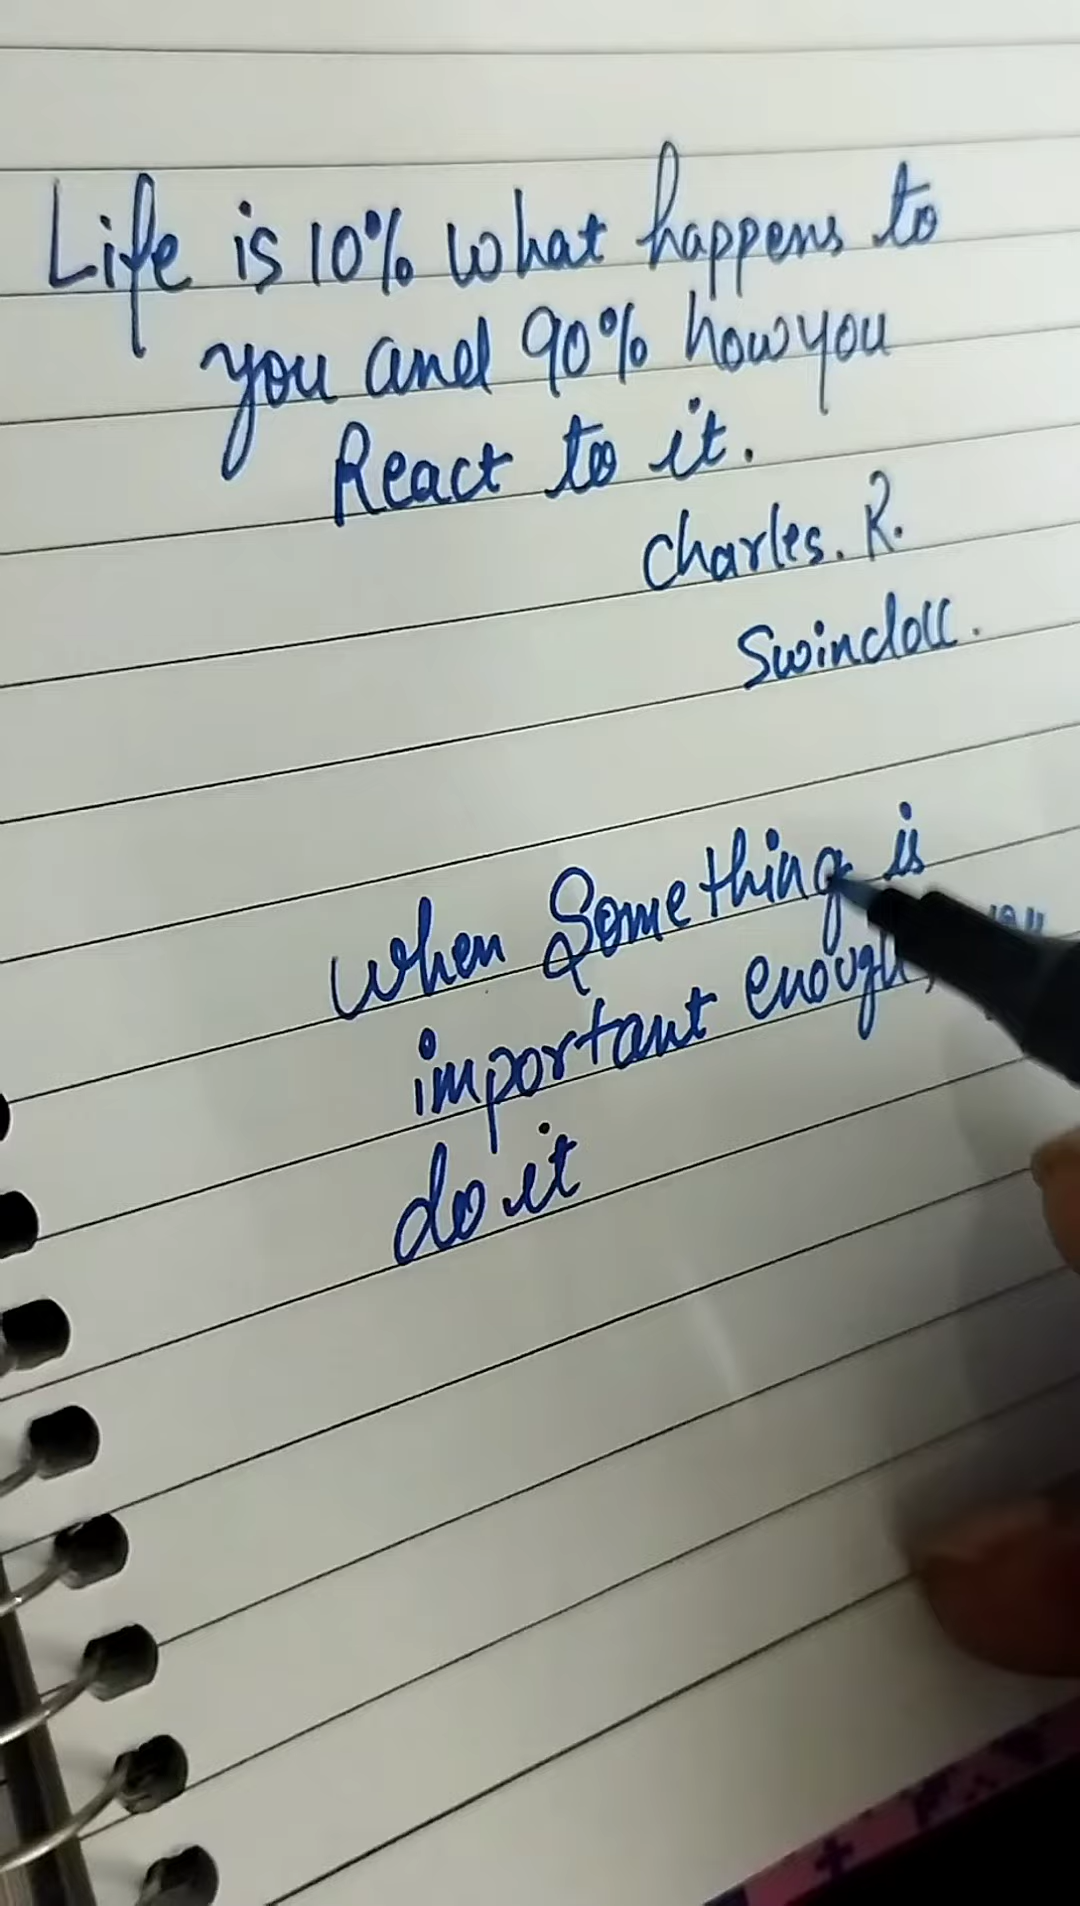 Life is 10% what happens to
you and 90% how you
React to it.
Charles. R.
Swindoll.
when Something is
important enough,
do it